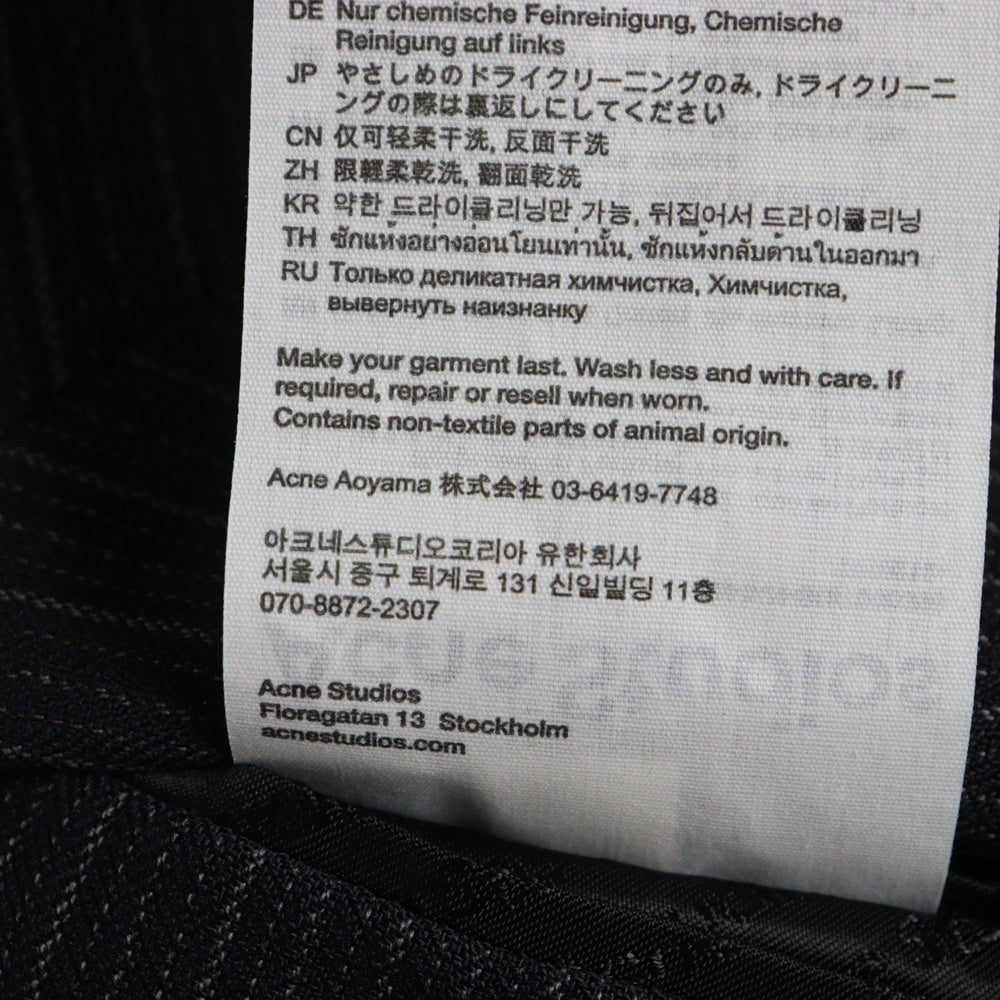 DE Nur chemische Feinreinigung, Chemische
Reinigung auf links
JP やさしめのドライクリーニングのみ, ドライクリーニ
ングの際は裏返しにしてください
CN 仅可轻柔干洗, 反面干洗
ZH 限輕柔乾洗, 翻面乾洗
KR 약한 드라이클리닝만 가능, 뒤집어서 드라이클리닝
TH ซักแห้งอย่างอ่อนโยนเท่านั้น, ซักแห้งกลับด้านในออกมา
RU Только деликатная химчистка, Химчистка,
вывернуть наизнанку
Make your garment last. Wash less and with care. If
required, repair or resell when worn.
Contains non-textile parts of animal origin.
Acne Aoyama 株式会社 03-6419-7748
아크네스튜디오코리아 유한회사
서울시 중구 퇴계로 131 신일빌딩 11층
070-8872-2307
Acne Studios
Floragatan 13 Stockholm
acnestudios.com